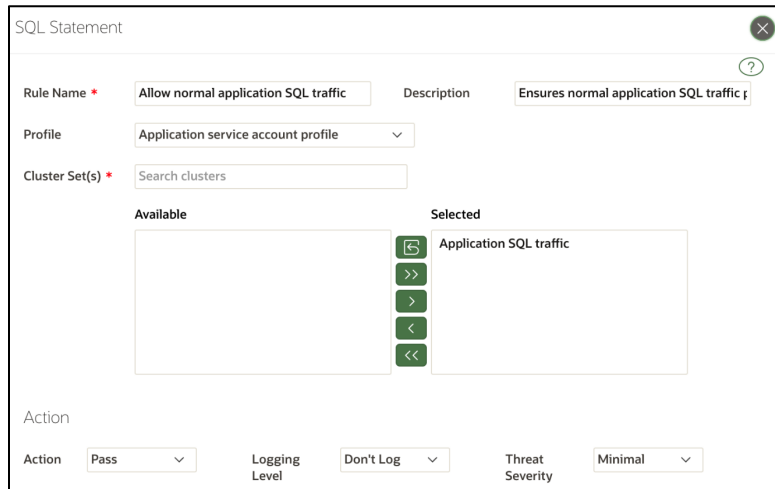 SQL Statement
?
Rule Name * Allow normal application SQL traffic Description Ensures normal application SQL traffic
Profile Application service account profile
Cluster Set(s) * Search clusters
Available Selected
Application SQL traffic
>>
>
<
<<
Action
Action Pass Logging Level Don't Log Threat Severity Minimal